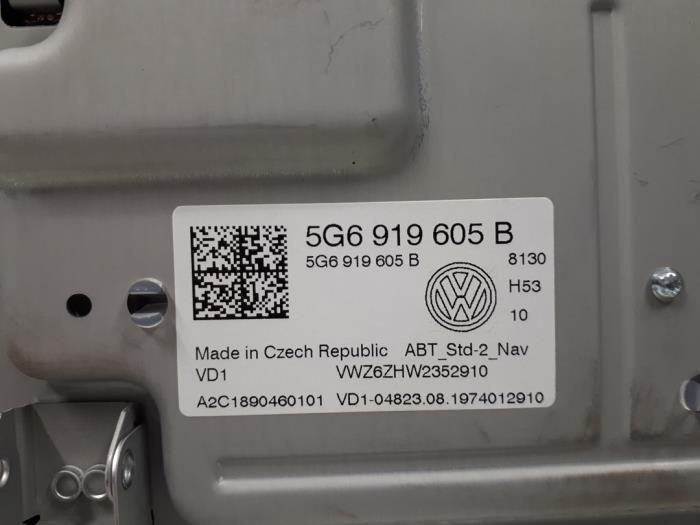 5G6 919 605 B
5G6 919 605 B
8130
H53
10
Made in Czech Republic ABT_Std-2_Nav
VD1 VWZ6ZHW2352910
A2C1890460101 VD1-04823.08.1974012910